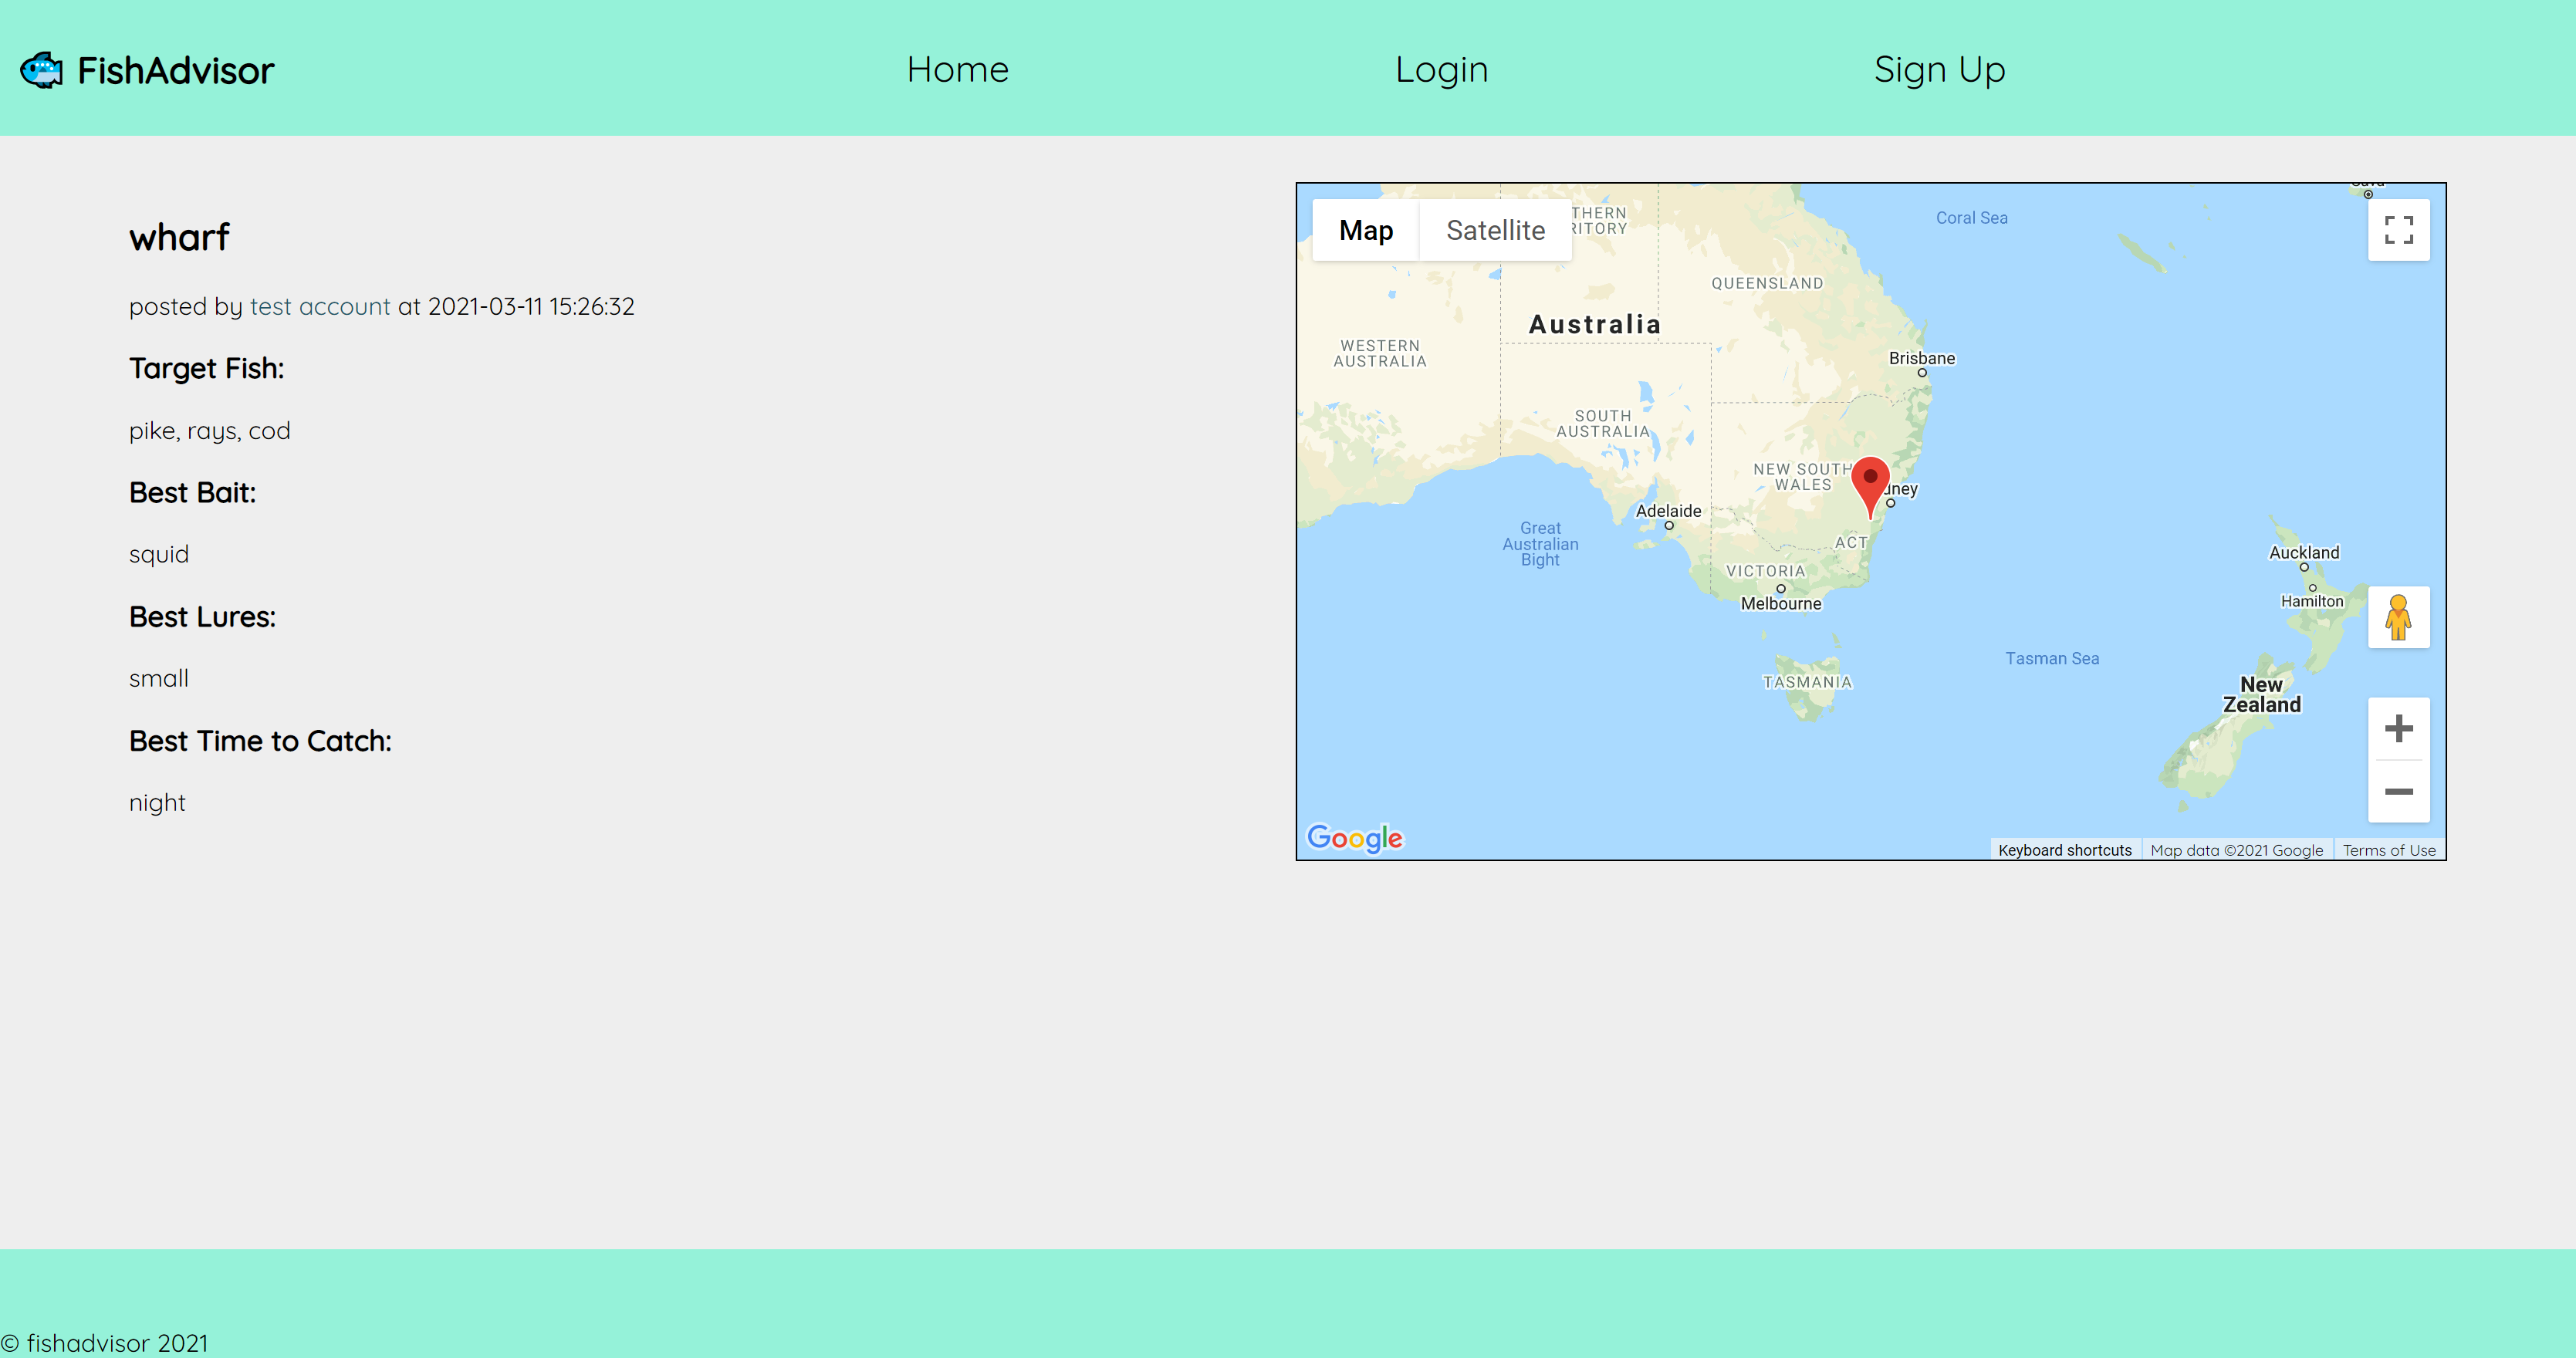 FishAdvisor
Home
Login
Sign Up
wharf
posted by test account at 2021-03-11 15:26:32
Target Fish:
pike, rays, cod
Best Bait:
squid
Best Lures:
small
Best Time to Catch:
night
Map
Satellite
THERN
RITORY
Coral Sea
QUEENSLAND
Australia
WESTERN
AUSTRALIA
Brisbane
SOUTH
AUSTRALIA
NEW SOUTH
WALES
dney
Adelaide
Great
Australian
Bight
ACT
VICTORIA
Melbourne
Auckland
Hamilton
Tasman Sea
TASMANIA
New
Zealand
Google
Keyboard shortcuts
Map data ©2021 Google
Terms of Use
© fishadvisor 2021